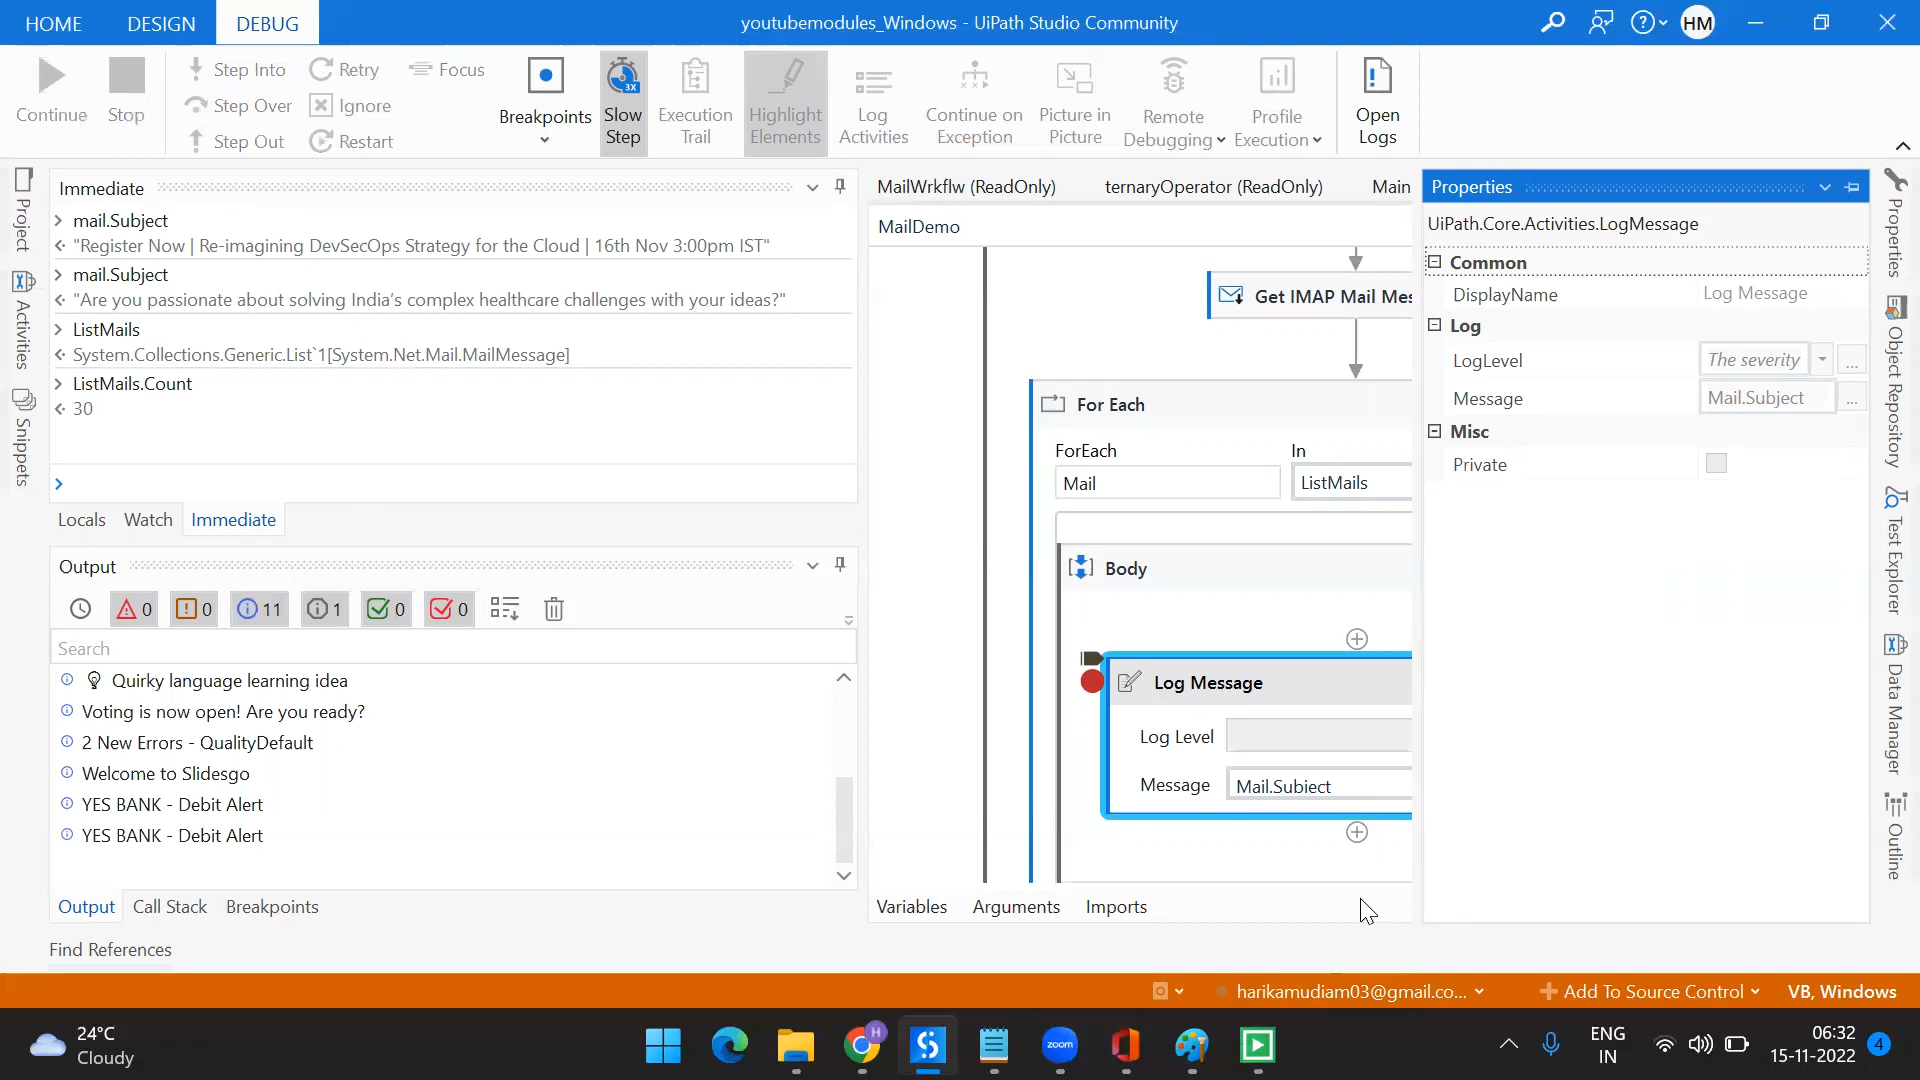 HOME DESIGN DEBUG
youtubemodules_Windows - UiPath Studio Community
HM
Continue
Stop
Step Into
Step Over
Step Out
Retry
Ignore
Restart
Focus
Breakpoints
3X
Slow
Step
Execution
Trail
Highlight
Elements
Log
Activities
Continue on
Exception
Picture in
Picture
Remote
Debugging
Profile
Execution
Open
Logs
Project
Activities
Snippets
Immediate
mail.Subject
"Register Now | Re-imagining DevSecOps Strategy for the Cloud | 16th Nov 3:00pm IST"
mail.Subject
"Are you passionate about solving India's complex healthcare challenges with your ideas?"
ListMails
System.Collections.Generic.List`1[System.Net.Mail.MailMessage]
ListMails.Count
30
Locals Watch Immediate
Output
0 0 11 1 0 0
Search
Quirky language learning idea
Voting is now open! Are you ready?
2 New Errors - QualityDefault
Welcome to Slidesgo
YES BANK - Debit Alert
YES BANK - Debit Alert
Output Call Stack Breakpoints
Find References
MailWrkflw (ReadOnly) ternaryOperator (ReadOnly) Main
MailDemo
Get IMAP Mail Mes
For Each
ForEach In
Mail ListMails
Body
Log Message
Log Level
Message Mail.Subject
Variables Arguments Imports
Properties
UiPath.Core.Activities.LogMessage
Common
DisplayName Log Message
Log
LogLevel The severity ...
Message Mail.Subject ...
Misc
Private
Properties
Object Repository
Test Explorer
Data Manager
Outline
harikamudiam03@gmail.co... Add To Source Control VB, Windows
24°C
Cloudy
H
zoom
ENG
IN
06:32
15-11-2022
4